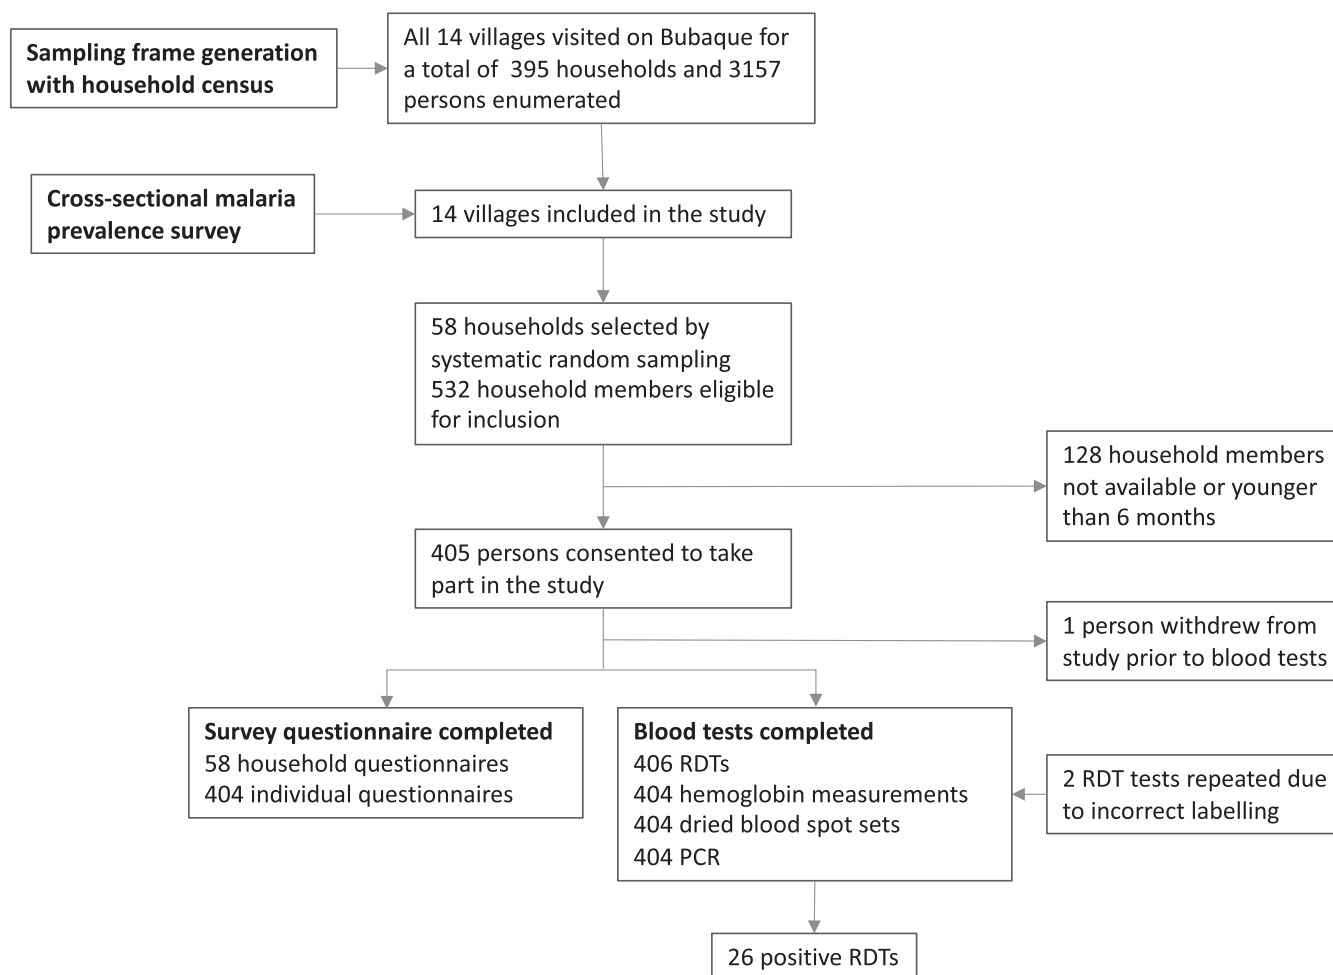 Sampling frame generation
with household census
All 14 villages visited on Bubaque for
a total of 395 households and 3157
persons enumerated
Cross-sectional malaria
prevalence survey
14 villages included in the study
58 households selected by
systematic random sampling
532 household members eligible
for inclusion
128 household members
not available or younger
than 6 months
405 persons consented to take
part in the study
1 person withdrew from
study prior to blood tests
Survey questionnaire completed
58 household questionnaires
404 individual questionnaires
Blood tests completed
406 RDTs
404 hemoglobin measurements
404 dried blood spot sets
404 PCR
2 RDT tests repeated due
to incorrect labelling
26 positive RDTs